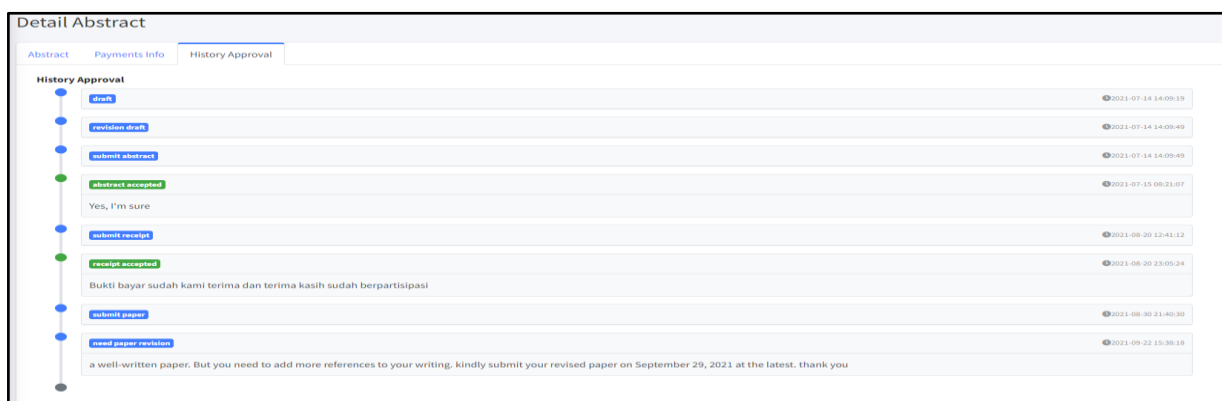 Detail Abstract
Abstract Payments Info History Approval
History Approval
draft 2021-07-14 14:09:19
revision draft 2021-07-14 14:09:49
submit abstract 2021-07-14 14:09:49
abstract accepted 2021-07-15 08:21:07
Yes, I'm sure
submit receipt 2021-08-20 12:41:12
receipt accepted 2021-08-20 23:05:24
Bukti bayar sudah kami terima dan terima kasih sudah berpartisipasi
submit paper 2021-08-30 21:40:30
need paper revision 2021-09-22 15:38:18
a well-written paper. But you need to add more references to your writing. kindly submit your revised paper on September 29, 2021 at the latest. thank you